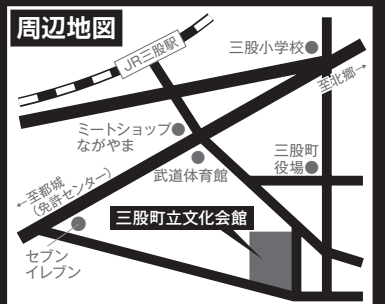 周辺地図
JR三股駅
三股小学校
至北郷→
ミートショップ
ながやま
武道体育館
三股町
役場
←至都城
(免許センター)
三股町立文化会館
セブン
イレブン